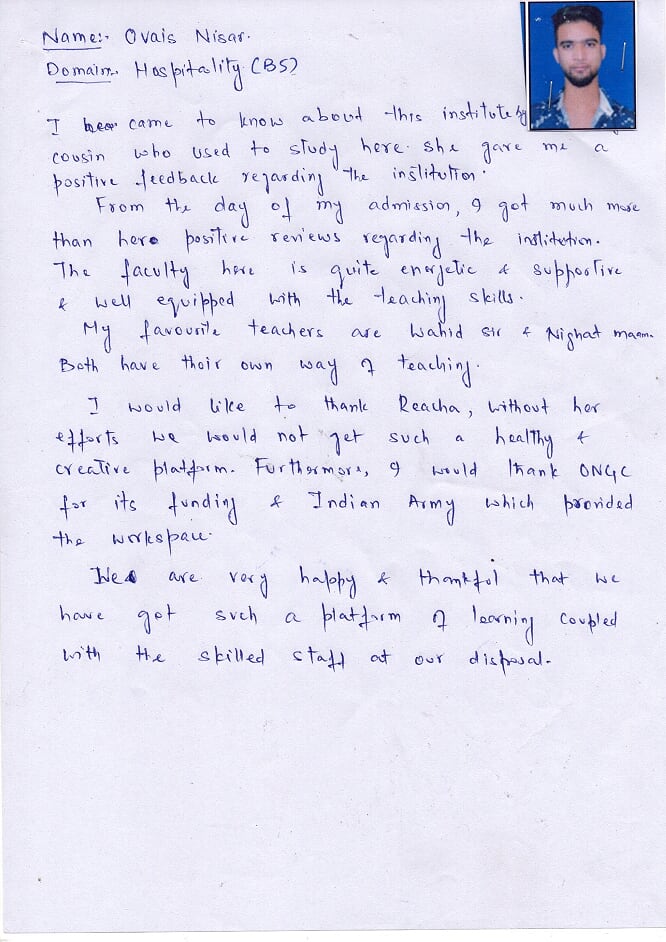 Name:- Ovais Nisar.
Domain:- Hospitality (BS)
I came to know about this institute by
cousin who used to study here. she gave me a
positive feedback regarding the institution.
From the day of my admission, I got much more
than here positive reviews regarding the institution.
The faculty here is quite energetic & supportive
& well equipped with the teaching skills.
My favourite teachers are Wahid Sir & Nighat maam.
Both have their own way of teaching.
I would like to thank Reacha, without her
efforts we would not get such a healthy &
creative platform. Furthermore, I would thank ONGC
for its funding & Indian Army which provided
the workspace.
We are very happy & thankful that we
have got such a platform of learning coupled
with the skilled staff at our disposal.